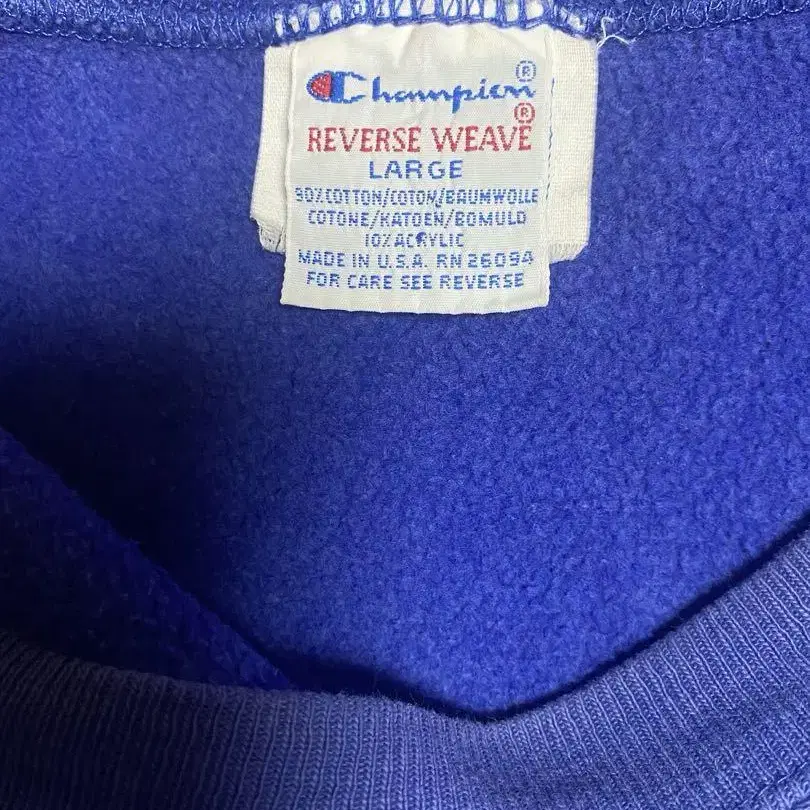 Champion®
REVERSE WEAVE®
LARGE
90% COTTON/COTON/BAUMWOLLE
COTONE/KATOEN/BOMULD
10% ACRYLIC
MADE IN U.S.A. RN 26094
FOR CARE SEE REVERSE